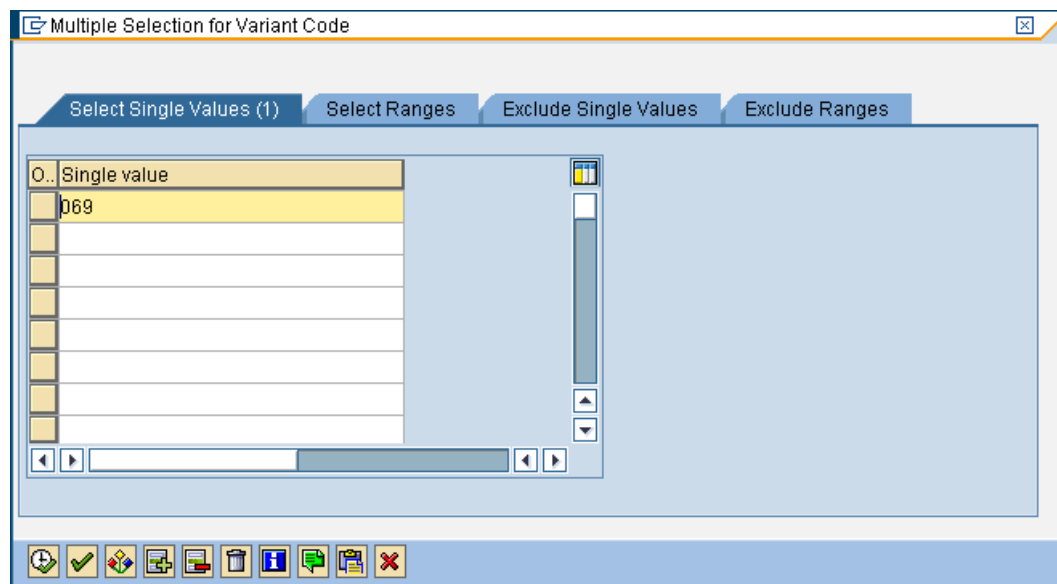 Multiple Selection for Variant Code
Select Single Values (1) Select Ranges Exclude Single Values Exclude Ranges
O.. Single value
069